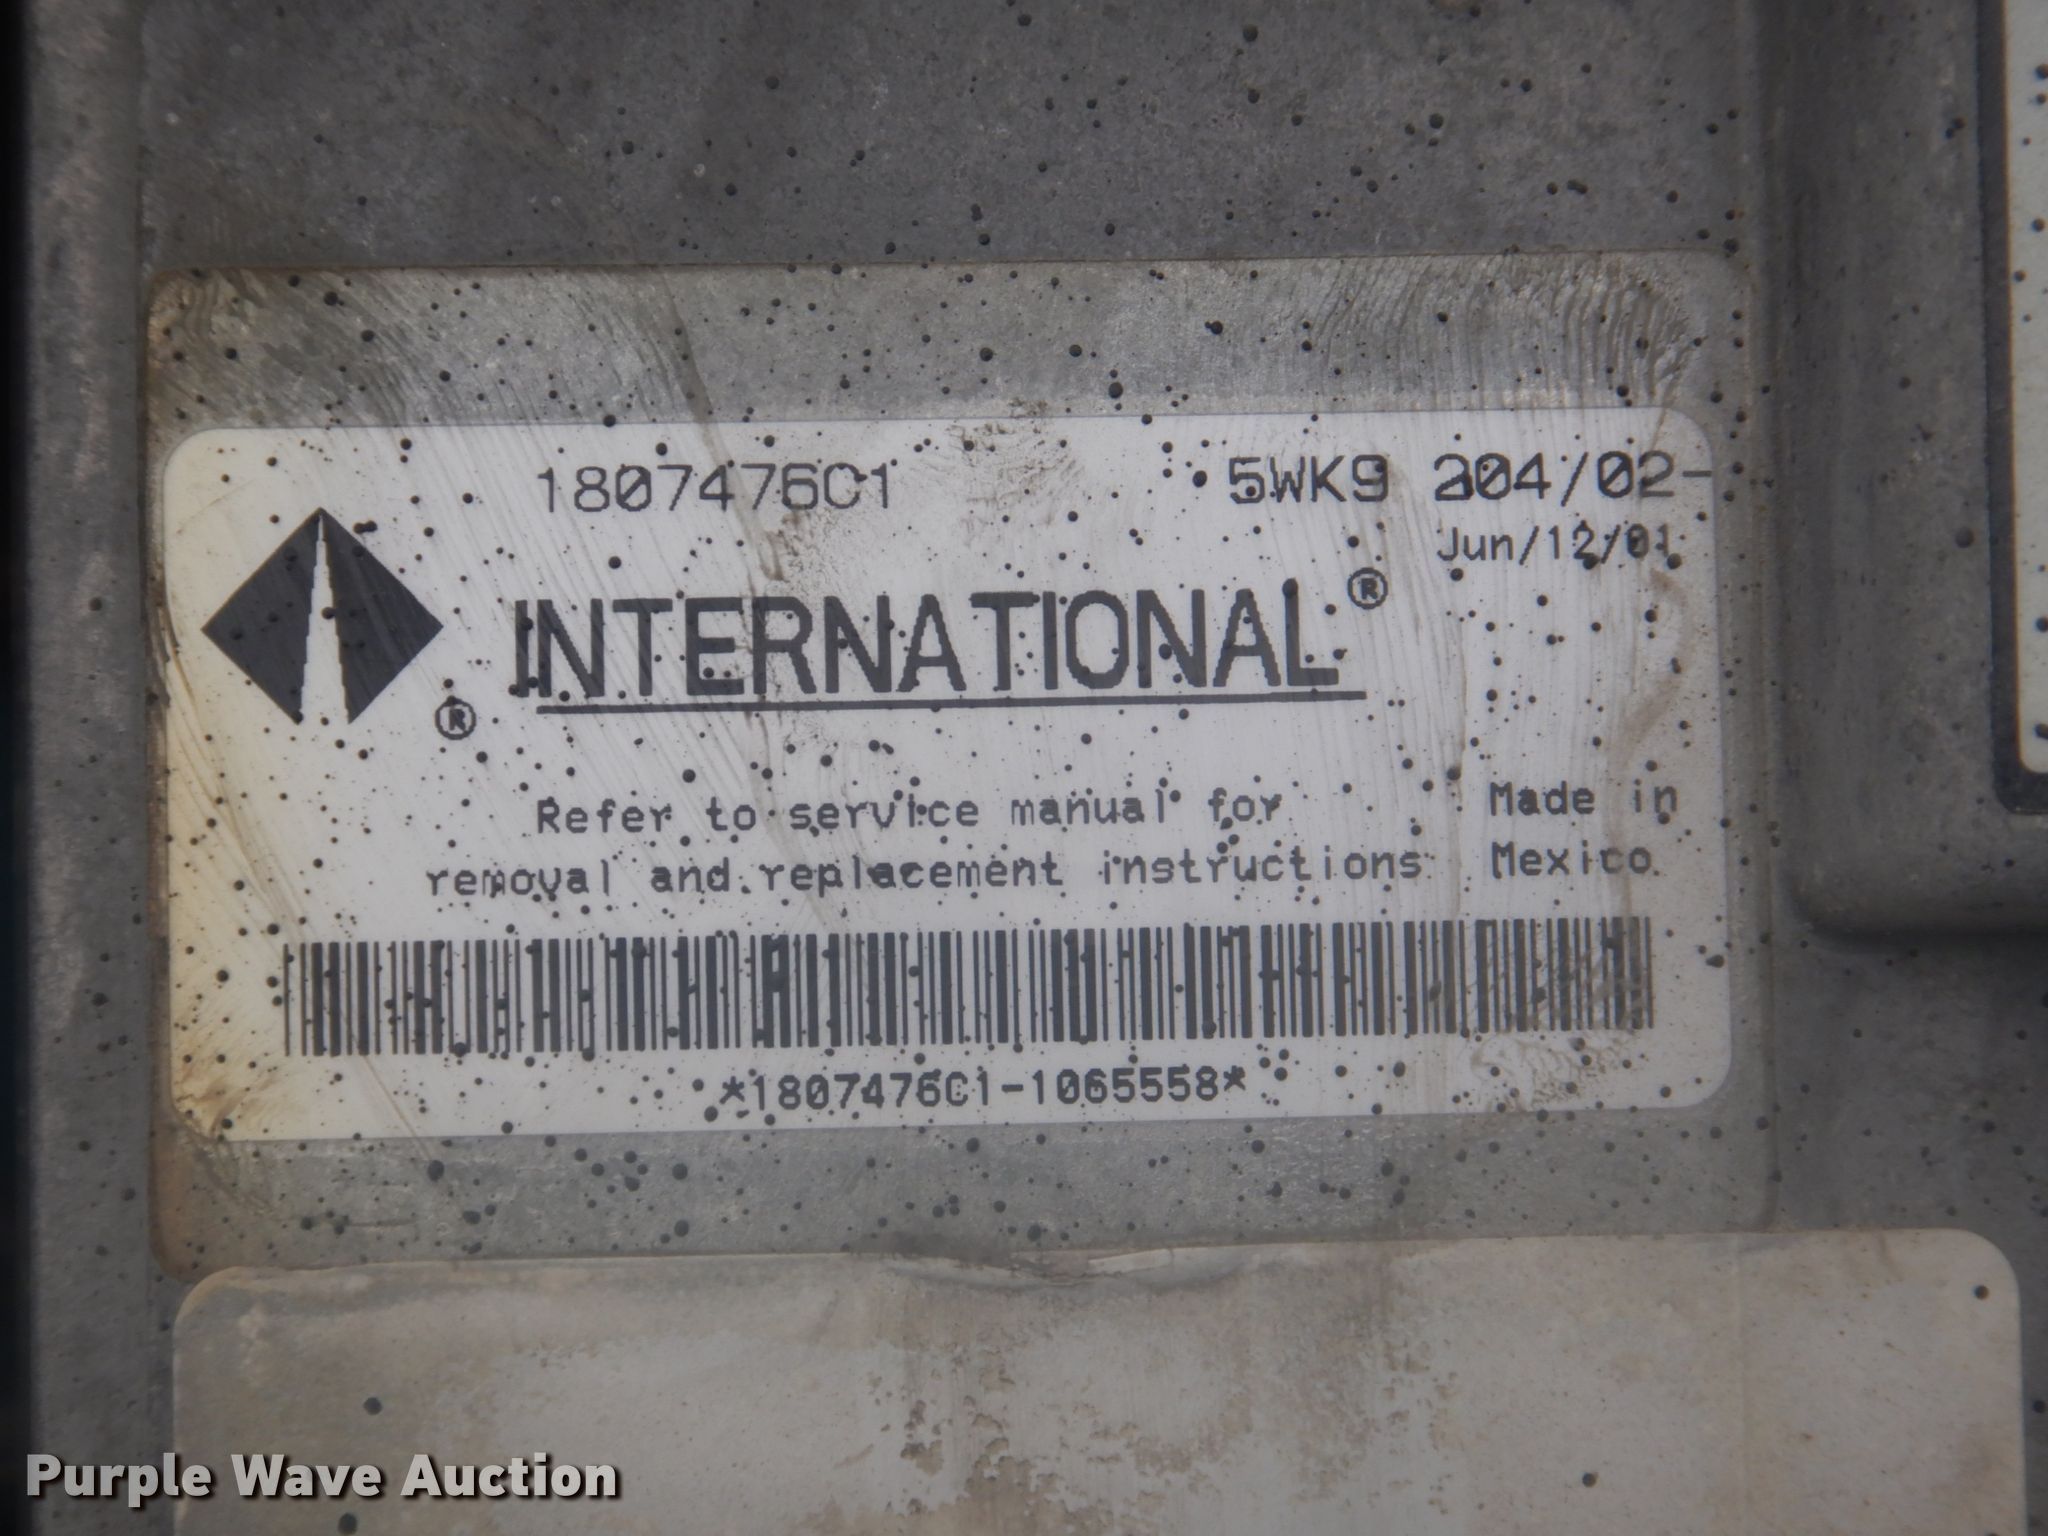 1807476C1 5WK9 204/02-
Jun/12/01
INTERNATIONAL®
®
Refer to service manual for
removal and replacement instructions
Made in
Mexico
*1807476C1-1065558*
Purple Wave Auction